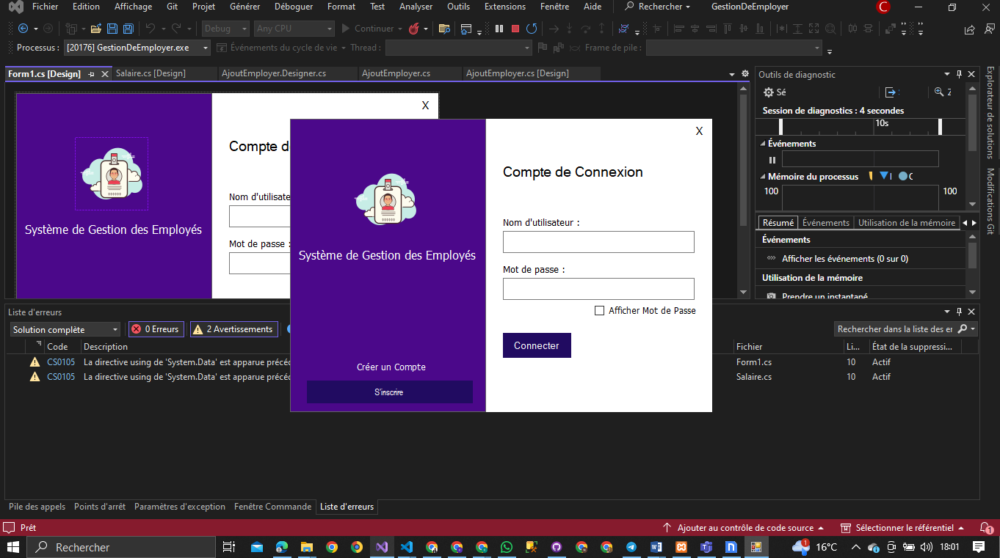 Fichier Edition Affichage Git Projet Générer Déboguer Format Test Analyser Outils Extensions Fenêtre Aide Rechercher GestionDeEmployer C
Debug Any CPU Continuer
Processus : [20176] GestionDeEmployer.exe Événements du cycle de vie Thread : Frame de pile :
Form1.cs [Design] Salaire.cs [Design] AjoutEmployer.Designer.cs AjoutEmployer.cs AjoutEmployer.cs [Design]
X
Compte d
Nom d'utilisate
Mot de passe :
Système de Gestion des Employés
X
Compte de Connexion
Nom d'utilisateur :
Mot de passe :
Afficher Mot de Passe
Connecter
Système de Gestion des Employés
Créer un Compte
S'inscrire
Outils de diagnostic
Sé
Session de diagnostics : 4 secondes
10s
Événements
Mémoire du processus
100 100
Résumé Événements Utilisation de la mémoire
Événements
Afficher les événements (0 sur 0)
Utilisation de la mémoire
Prendre un instantané
Explorateur de solutions
Modifications Git
Liste d'erreurs
Solution complète 0 Erreurs 2 Avertissements Rechercher dans la liste des er
Code Description Fichier Li... État de la suppressi...
CS0105 La directive using de 'System.Data' est apparue précéd Form1.cs 10 Actif
CS0105 La directive using de 'System.Data' est apparue précéd Salaire.cs 10 Actif
Pile des appels Points d'arrêt Paramètres d'exception Fenêtre Commande Liste d'erreurs
Prêt Ajouter au contrôle de code source Sélectionner le référentiel 1
Rechercher 1 16°C 18:01